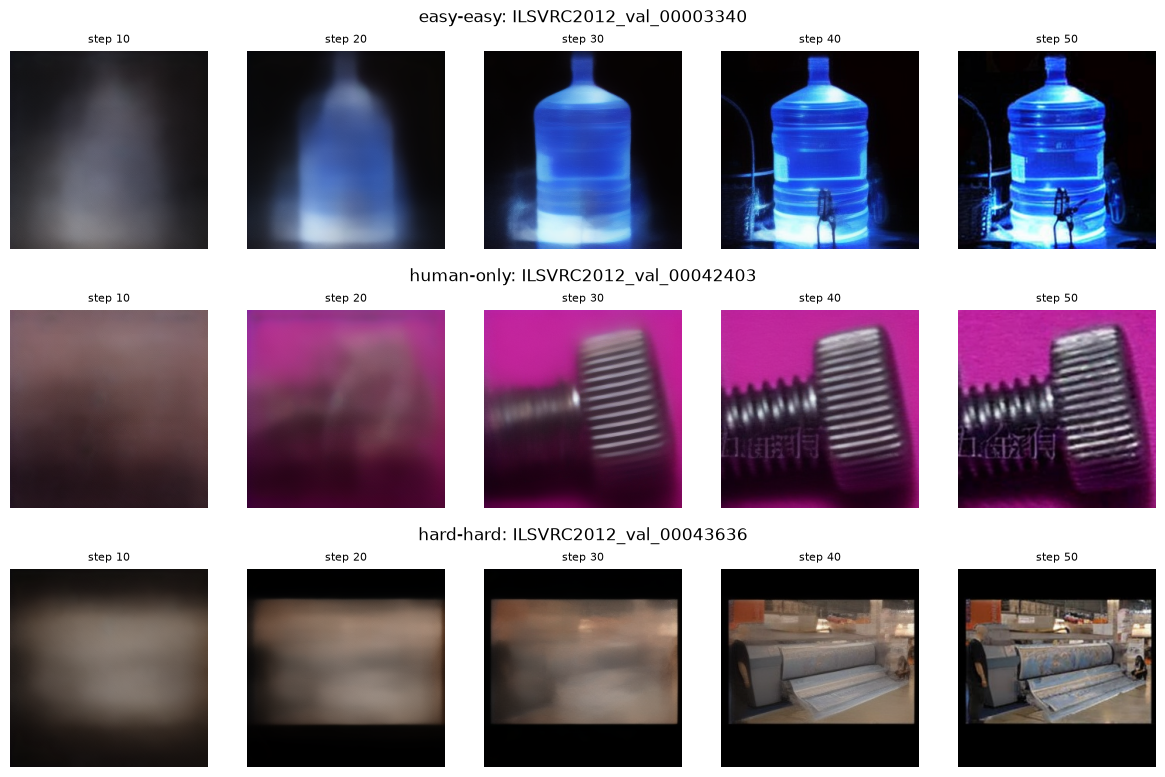 easy-easy: ILSVRC2012_val_00003340
step 10
step 20
step 30
step 40
step 50
human-only: ILSVRC2012_val_00042403
step 10
step 20
step 30
step 40
step 50
hard-hard: ILSVRC2012_val_00043636
step 10
step 20
step 30
step 40
step 50